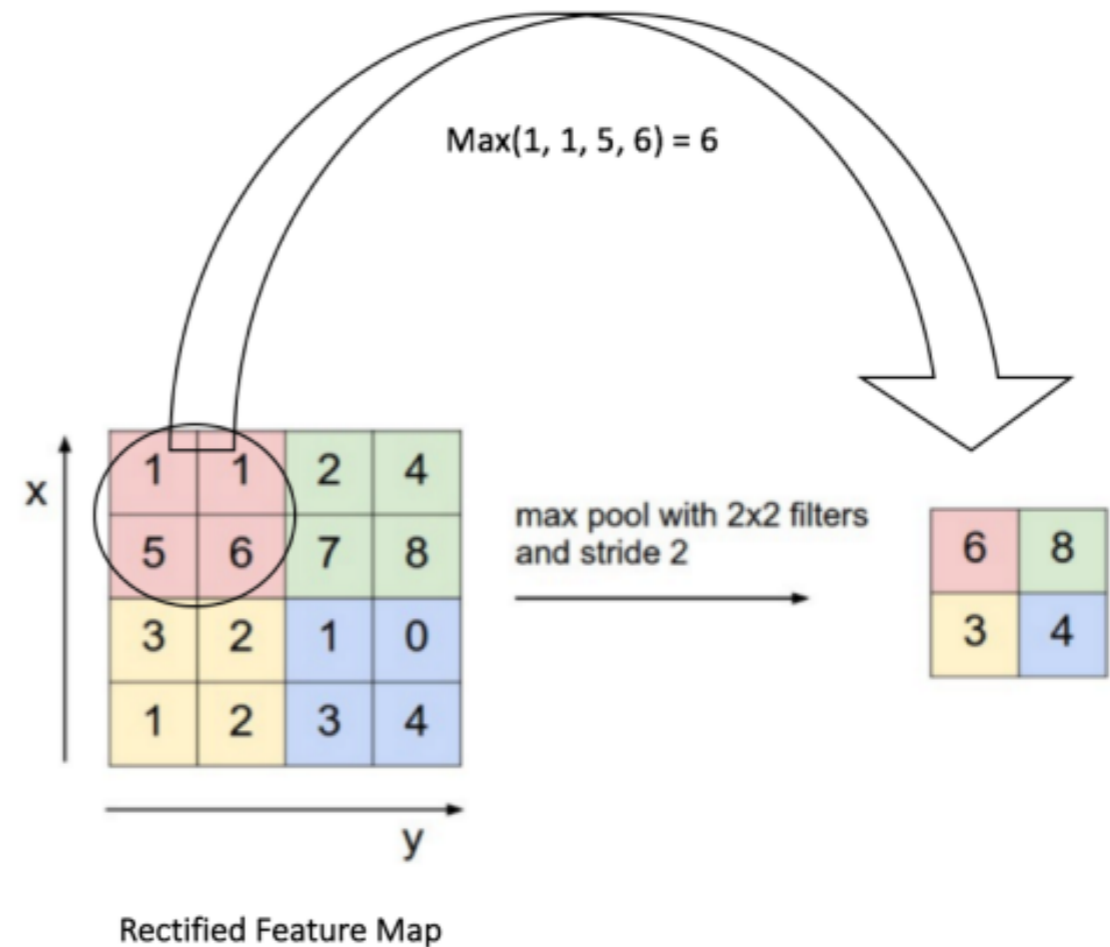 Max(1, 1, 5, 6) = 6
x
1 1 2 4
5 6 7 8
3 2 1 0
1 2 3 4
y
max pool with 2x2 filters
and stride 2
6 8
3 4
Rectified Feature Map